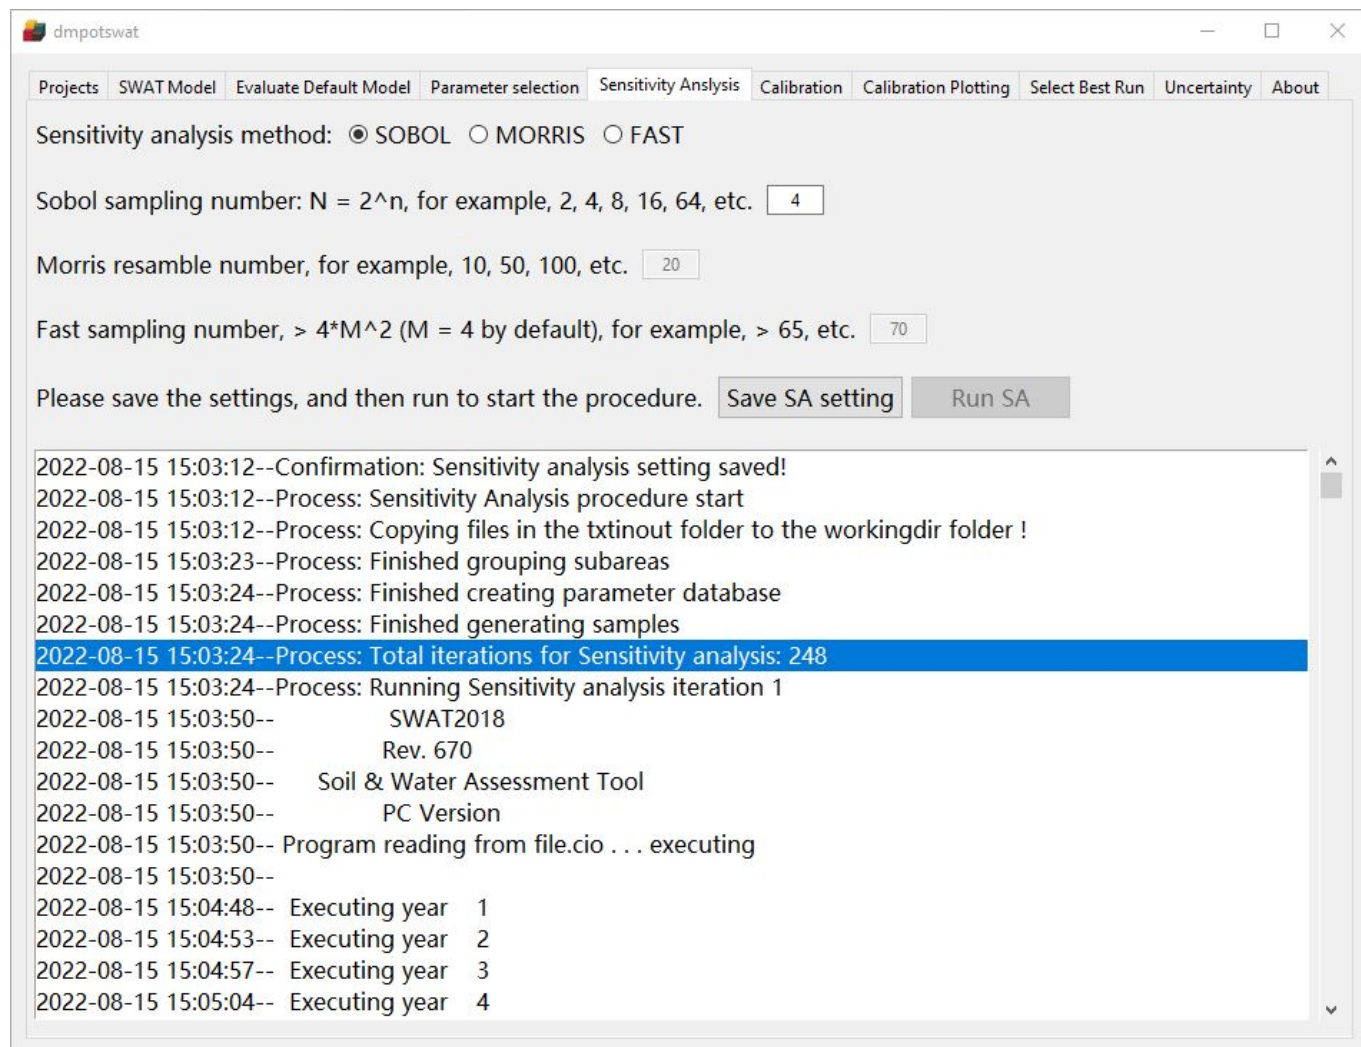 dmpotswat
Projects SWAT Model Evaluate Default Model Parameter selection Sensitivity Anslysis Calibration Calibration Plotting Select Best Run Uncertainty About
Sensitivity analysis method: SOBOL MORRIS FAST
Sobol sampling number: N = 2^n, for example, 2, 4, 8, 16, 64, etc. 4
Morris resamble number, for example, 10, 50, 100, etc. 20
Fast sampling number, > 4*M^2 (M = 4 by default), for example, > 65, etc. 70
Please save the settings, and then run to start the procedure. Save SA setting Run SA
2022-08-15 15:03:12--Confirmation: Sensitivity analysis setting saved!
2022-08-15 15:03:12--Process: Sensitivity Analysis procedure start
2022-08-15 15:03:12--Process: Copying files in the txtinout folder to the workingdir folder !
2022-08-15 15:03:23--Process: Finished grouping subareas
2022-08-15 15:03:24--Process: Finished creating parameter database
2022-08-15 15:03:24--Process: Finished generating samples
2022-08-15 15:03:24--Process: Total iterations for Sensitivity analysis: 248
2022-08-15 15:03:24--Process: Running Sensitivity analysis iteration 1
2022-08-15 15:03:50-- SWAT2018
2022-08-15 15:03:50-- Rev. 670
2022-08-15 15:03:50-- Soil & Water Assessment Tool
2022-08-15 15:03:50-- PC Version
2022-08-15 15:03:50-- Program reading from file.cio . . . executing
2022-08-15 15:03:50--
2022-08-15 15:04:48-- Executing year 1
2022-08-15 15:04:53-- Executing year 2
2022-08-15 15:04:57-- Executing year 3
2022-08-15 15:05:04-- Executing year 4